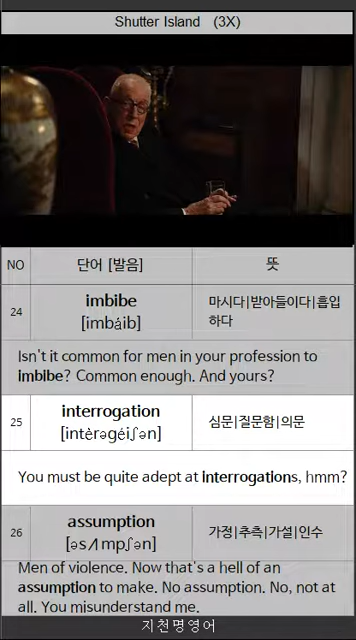 Shutter Island (3X)
NO 단어 [발음] 뜻
24 imbibe [imbáib] 마시다|받아들이다|흡입
하다
Isn't it common for men in your profession to
imbibe? Common enough. And yours?
25 interrogation [intèrəgéiʃən] 심문|질문함|의문
You must be quite adept at interrogations, hmm?
26 assumption [əsʌ́mpʃən] 가정|추측|가설|인수
Men of violence. Now that's a hell of an
assumption to make. No assumption. No, not at
all. You misunderstand me.
지천명영어